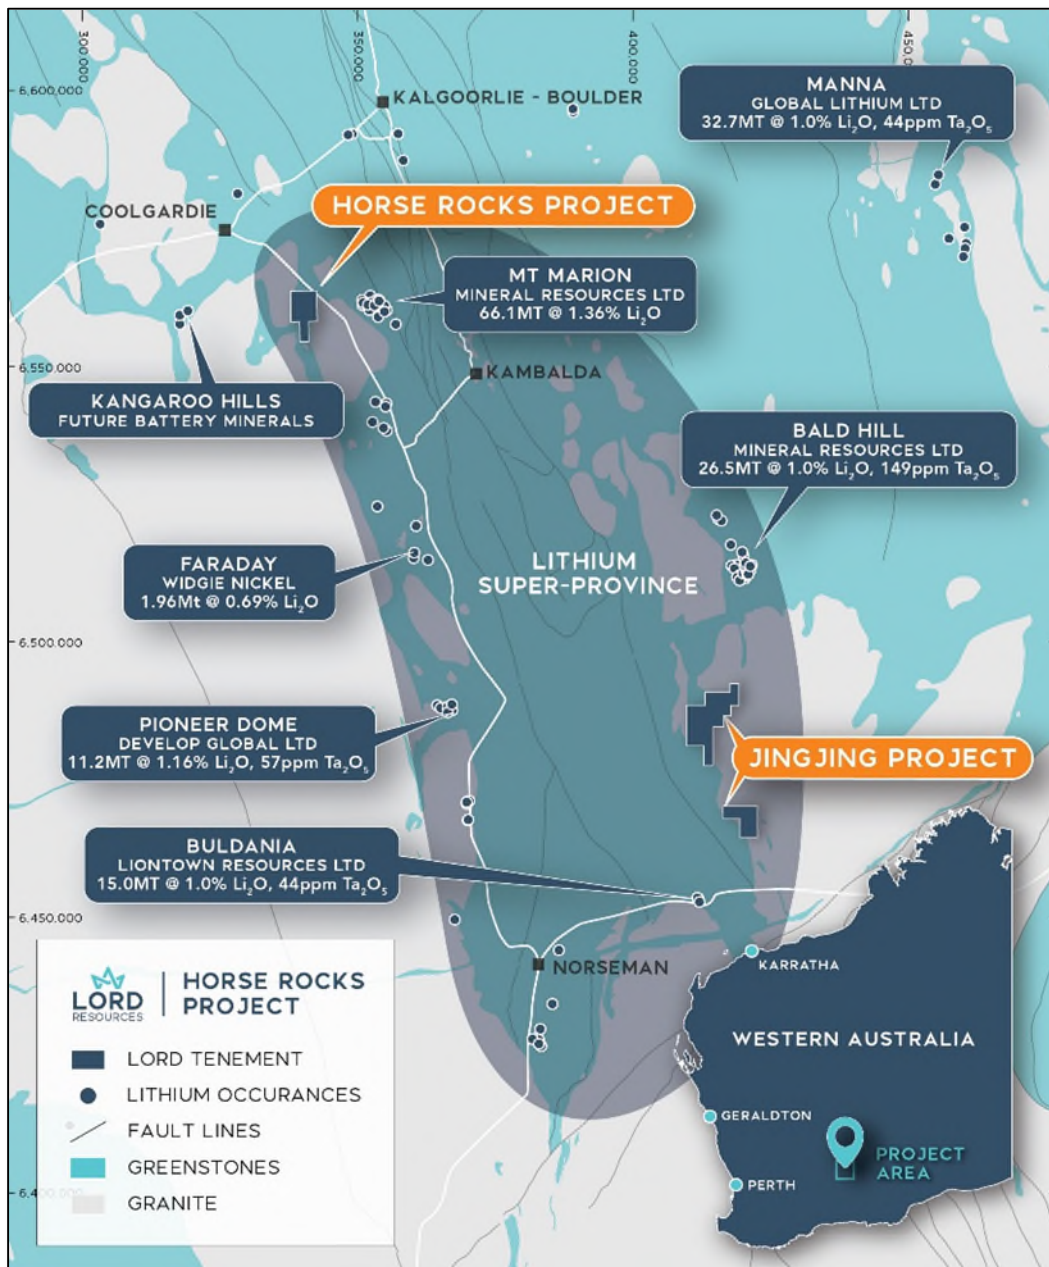 300.000
350.000
400.000
450.000
6.600.000
KALGOORLIE - BOULDER
MANNA
GLOBAL LITHIUM LTD
32.7MT @ 1.0% Li₂O, 44ppm Ta₂O₅
COOLGARDIE
HORSE ROCKS PROJECT
MT MARION
MINERAL RESOURCES LTD
66.1MT @ 1.36% Li₂O
6.550.000
KAMBALDA
KANGAROO HILLS
FUTURE BATTERY MINERALS
BALD HILL
MINERAL RESOURCES LTD
26.5MT @ 1.0% Li₂O, 149ppm Ta₂O₅
FARADAY
WIDGIE NICKEL
1.96Mt @ 0.69% Li₂O
LITHIUM
SUPER-PROVINCE
6.500.000
PIONEER DOME
DEVELOP GLOBAL LTD
11.2MT @ 1.16% Li₂O, 57ppm Ta₂O₅
JINGJING PROJECT
BULDANIA
LIONTOWN RESOURCES LTD
15.0MT @ 1.0% Li₂O, 44ppm Ta₂O₅
6.450.000
NORSEMAN
LORD
RESOURCES
HORSE ROCKS
PROJECT
LORD TENEMENT
LITHIUM OCCURANCES
FAULT LINES
GREENSTONES
GRANITE
6.400.000
KARRATHA
WESTERN AUSTRALIA
GERALDTON
PROJECT
AREA
PERTH